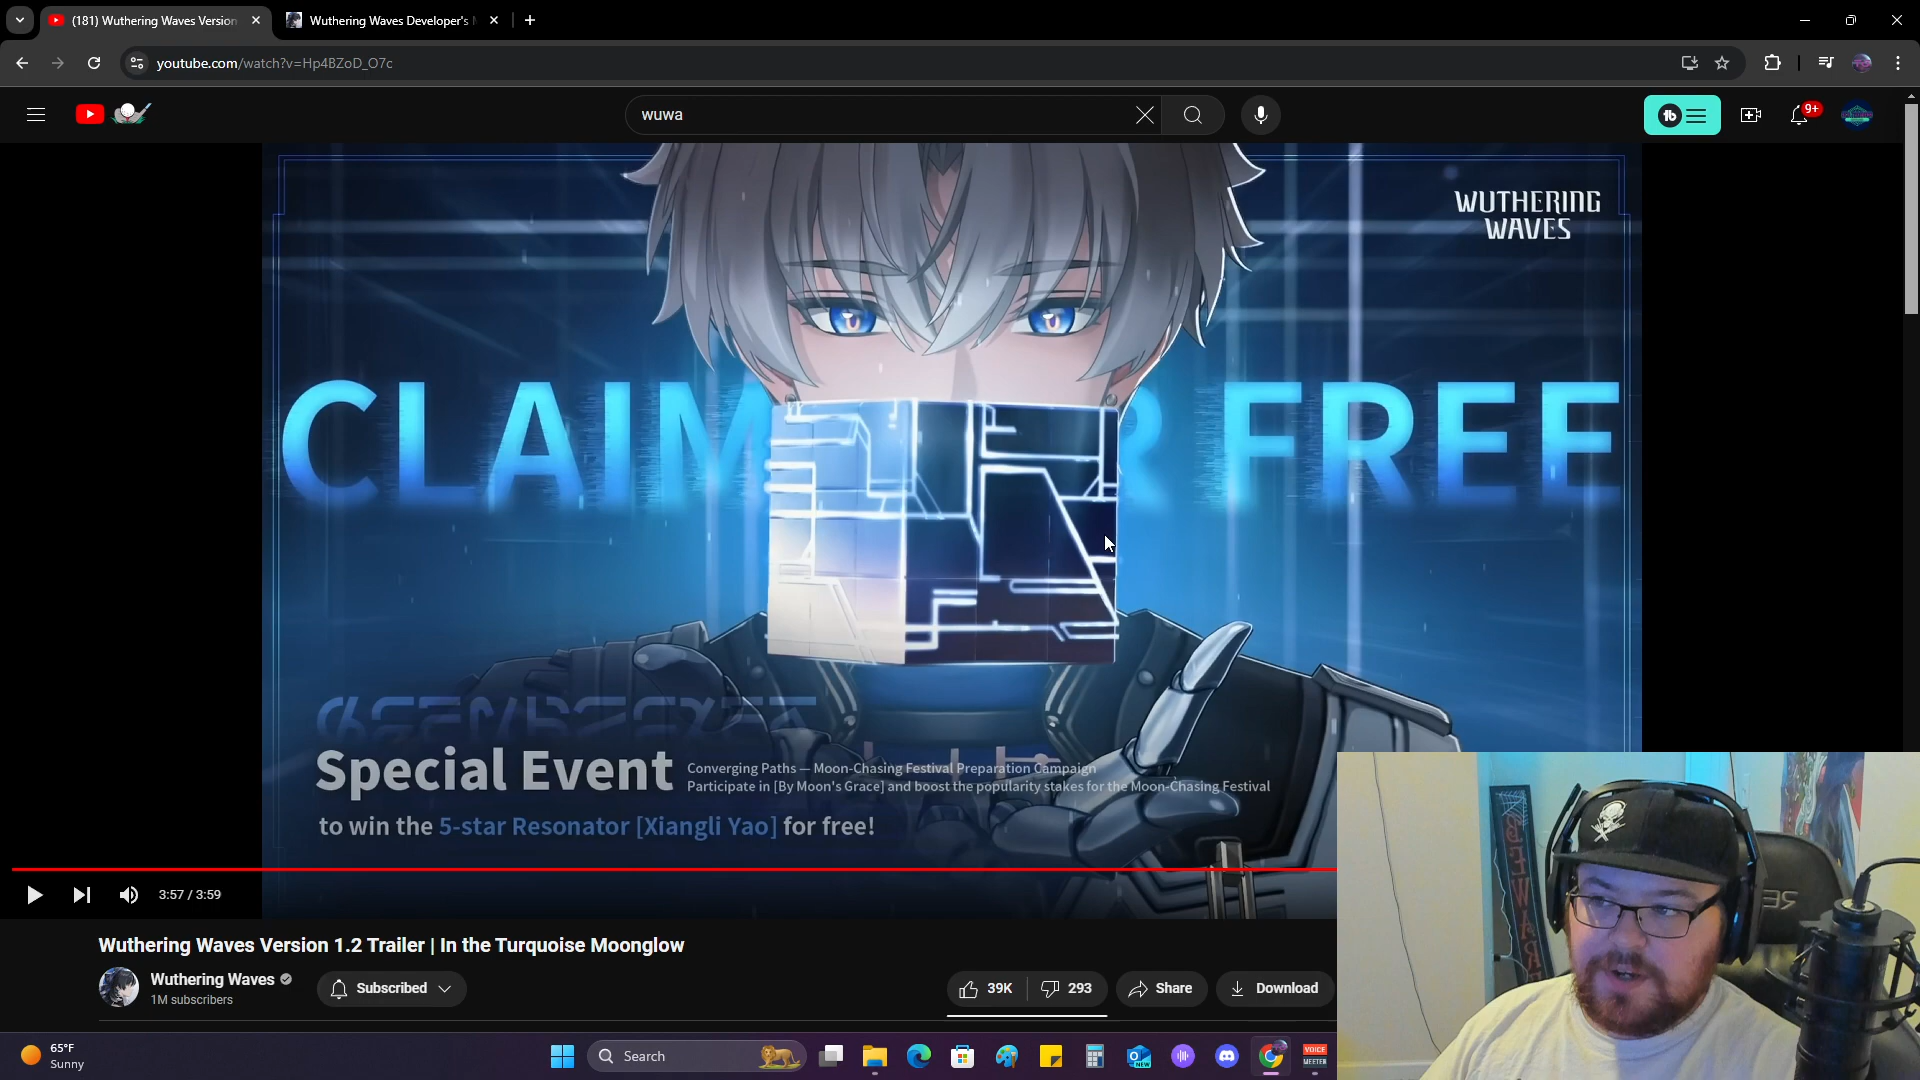 (181) Wuthering Waves Version
Wuthering Waves Developer's
youtube.com/watch?v=Hp4BZoD_O7c
wuwa
9+
WUTHERING
WAVES
CLAIM FREE
Special Event
Converging Paths — Moon-Chasing Festival Preparation Campaign
Participate in [By Moon's Grace] and boost the popularity stakes for the Moon-Chasing Festival
to win the 5-star Resonator [Xiangli Yao] for free!
3:57 / 3:59
Wuthering Waves Version 1.2 Trailer | In the Turquoise Moonglow
Wuthering Waves
1M subscribers
Subscribed
39K
293
Share
Download
BEWARE
65°F
Sunny
Search
NEW
VOICE
MEETER